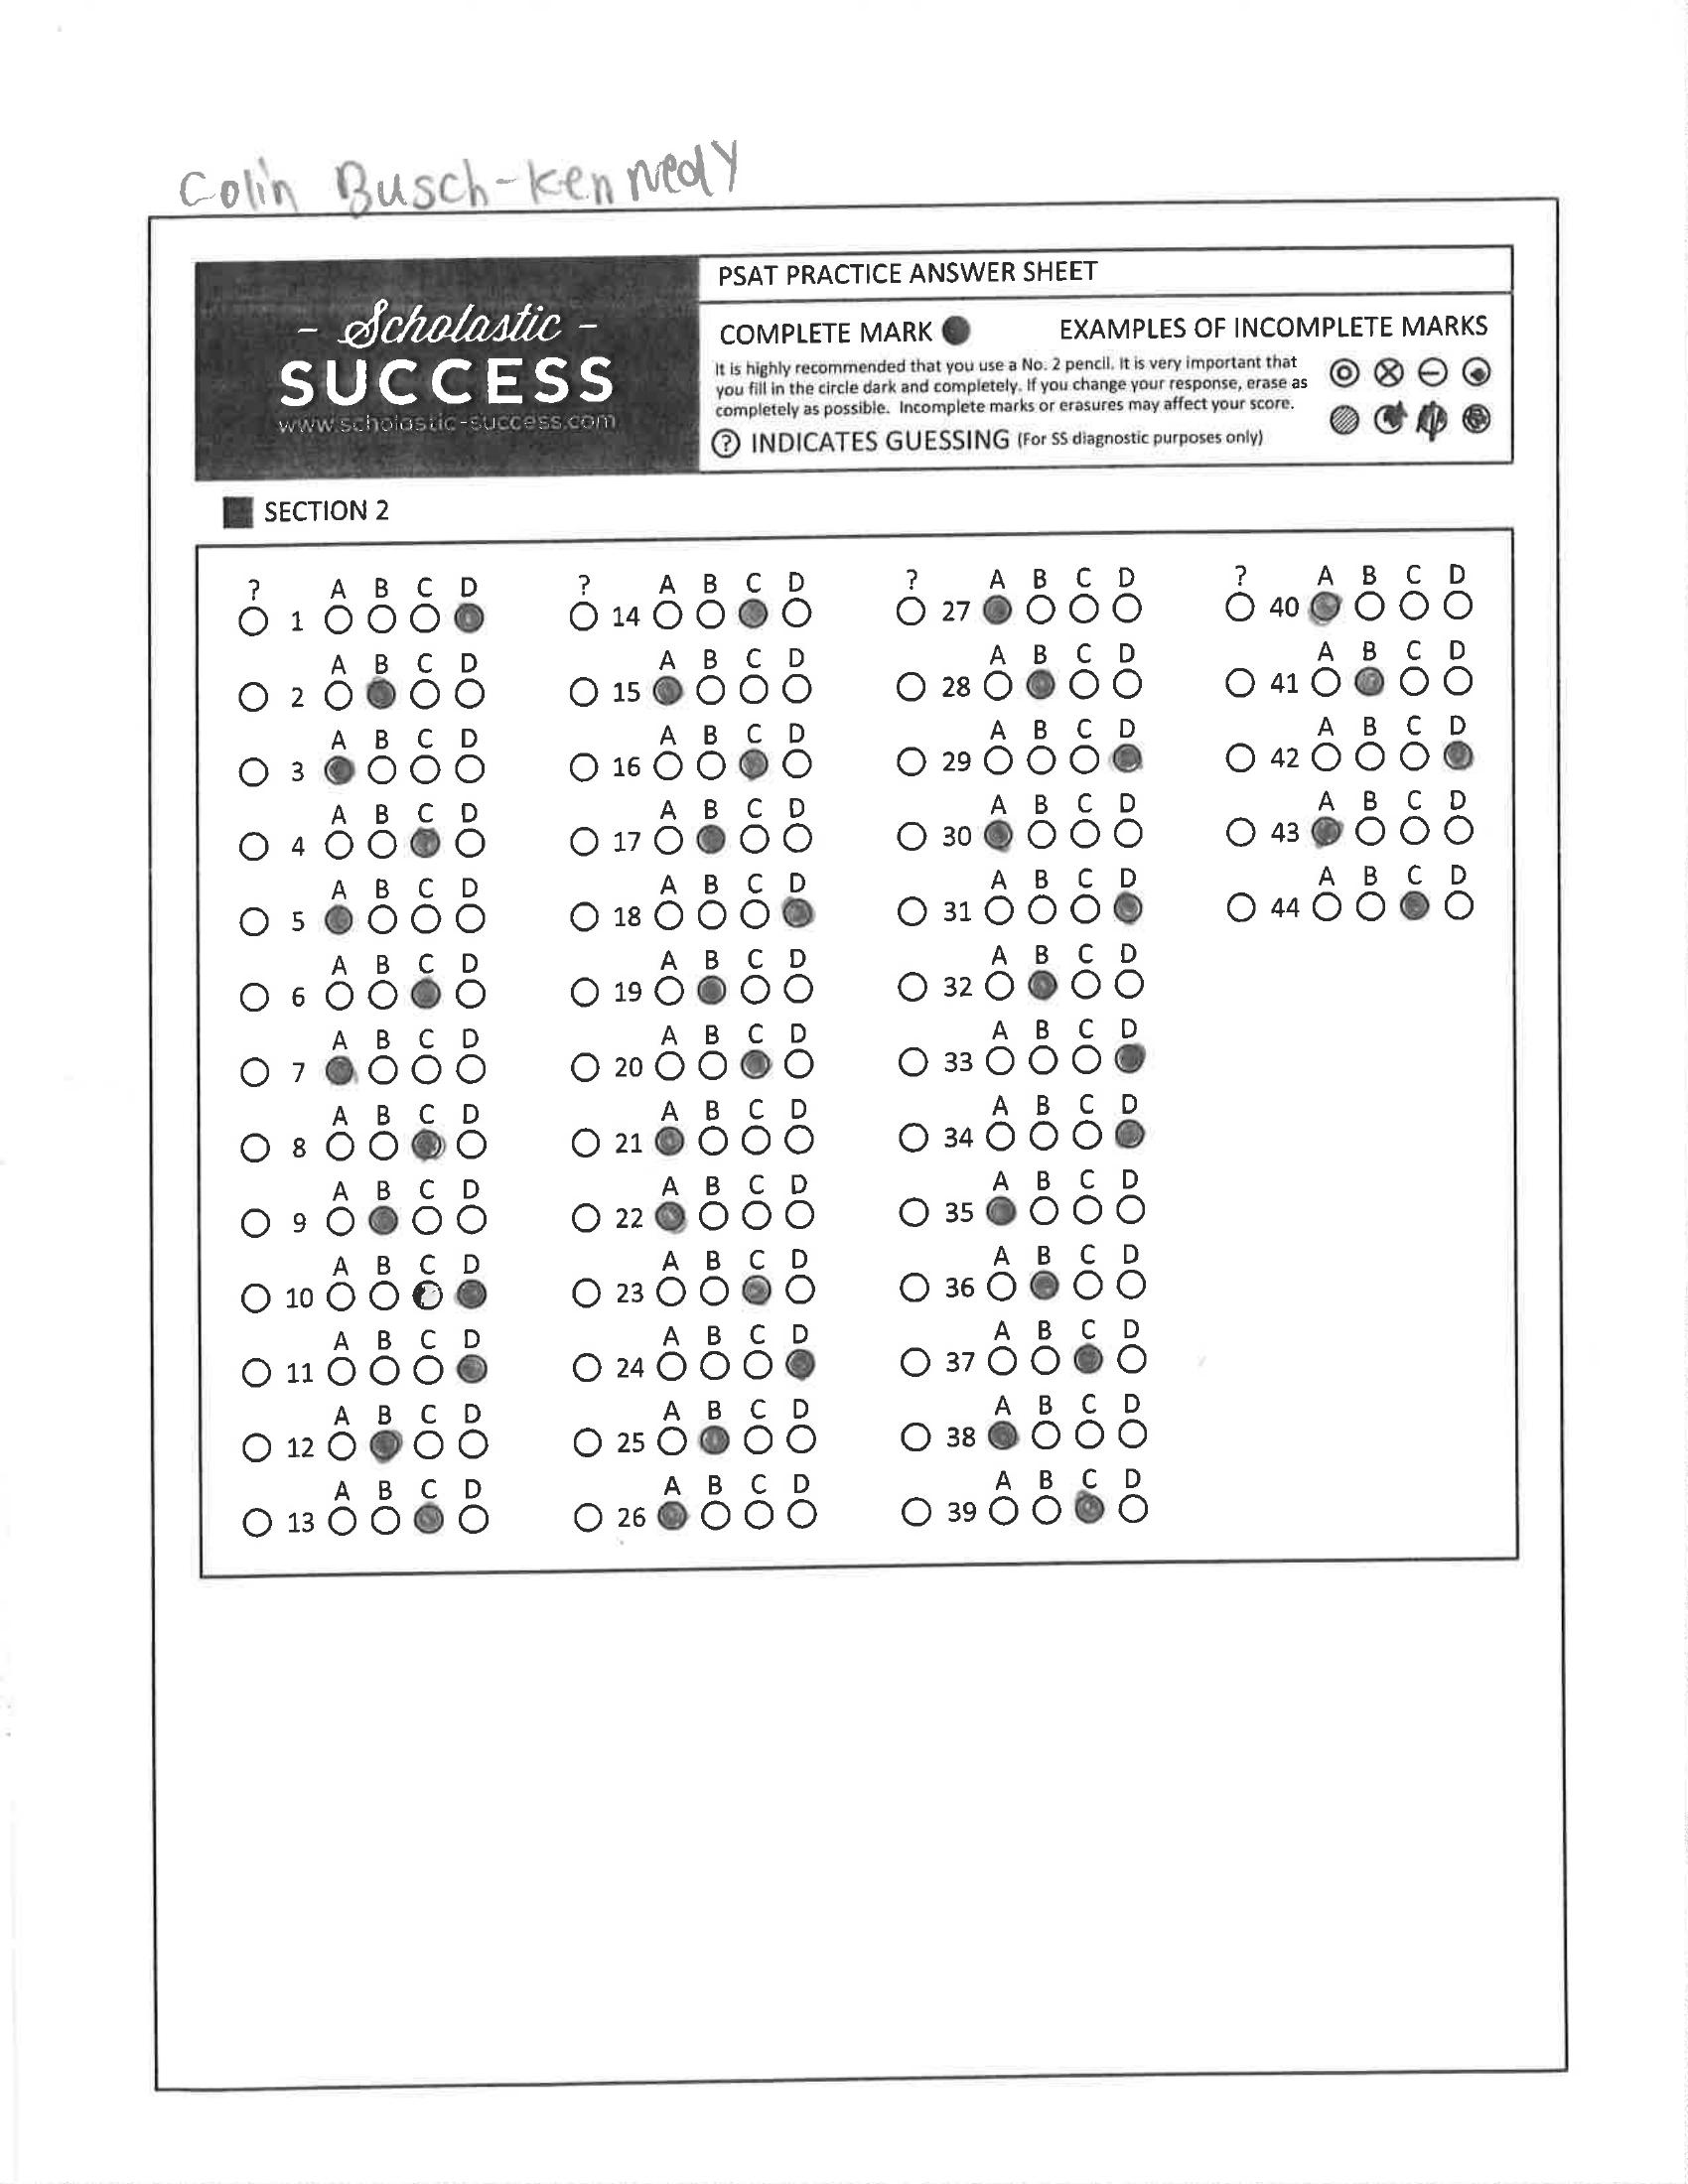 Colin Busch-Kennedy
- Scholastic -
SUCCESS
www.scholastic-success.com
PSAT PRACTICE ANSWER SHEET
COMPLETE MARK
EXAMPLES OF INCOMPLETE MARKS
It is highly recommended that you use a No. 2 pencil. It is very important that
you fill in the circle dark and completely. If you change your response, erase as
completely as possible. Incomplete marks or erasures may affect your score.
? INDICATES GUESSING (For SS diagnostic purposes only)
SECTION 2
? A B C D
1
A B C D
2
A B C D
3
A B C D
4
A B C D
5
A B C D
6
A B C D
7
A B C D
8
A B C D
9
A B C D
10
A B C D
11
A B C D
12
A B C D
13
? A B C D
14
A B C D
15
A B C D
16
A B C D
17
A B C D
18
A B C D
19
A B C D
20
A B C D
21
A B C D
22
A B C D
23
A B C D
24
A B C D
25
A B C D
26
? A B C D
27
A B C D
28
A B C D
29
A B C D
30
A B C D
31
A B C D
32
A B C D
33
A B C D
34
A B C D
35
A B C D
36
A B C D
37
A B C D
38
A B C D
39
? A B C D
40
A B C D
41
A B C D
42
A B C D
43
A B C D
44